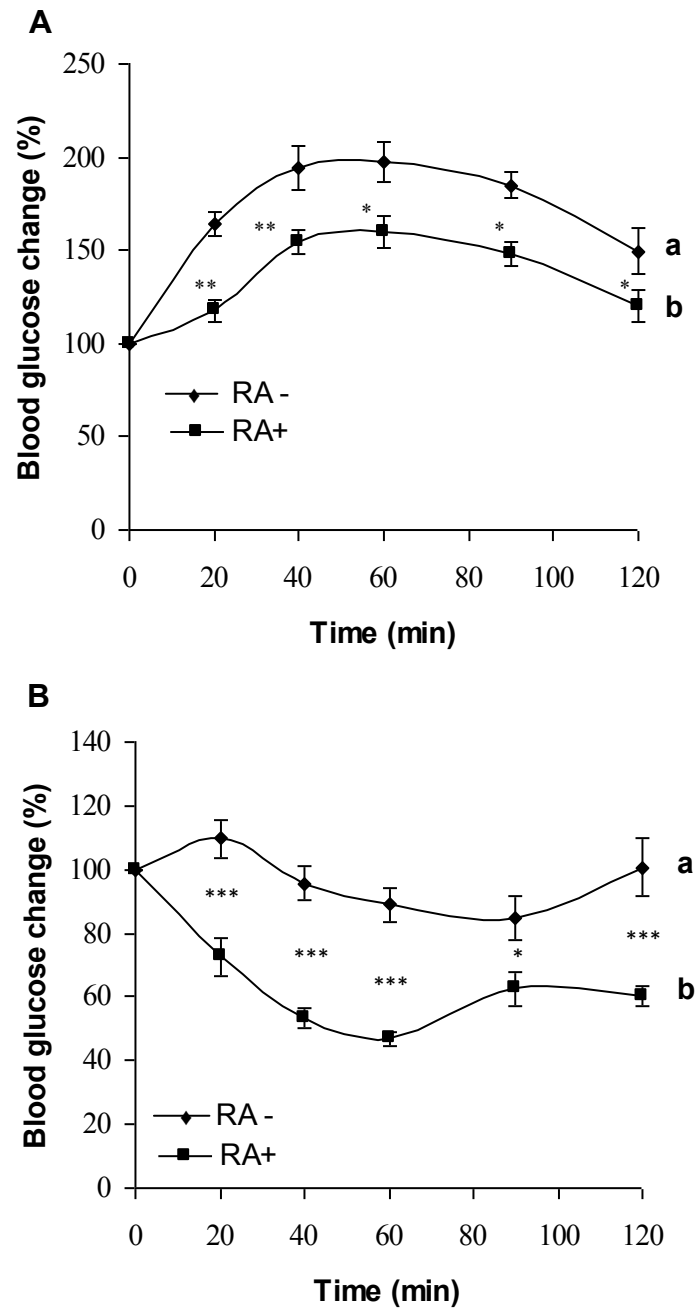 A
Blood glucose change (%)
250
200
150
100
50
0
**
**
*
*
*
a
b
RA -
RA+
0 20 40 60 80 100 120
Time (min)
B
Blood glucose change (%)
140
120
100
80
60
40
20
0
***
***
***
*
***
a
b
RA -
RA+
0 20 40 60 80 100 120
Time (min)